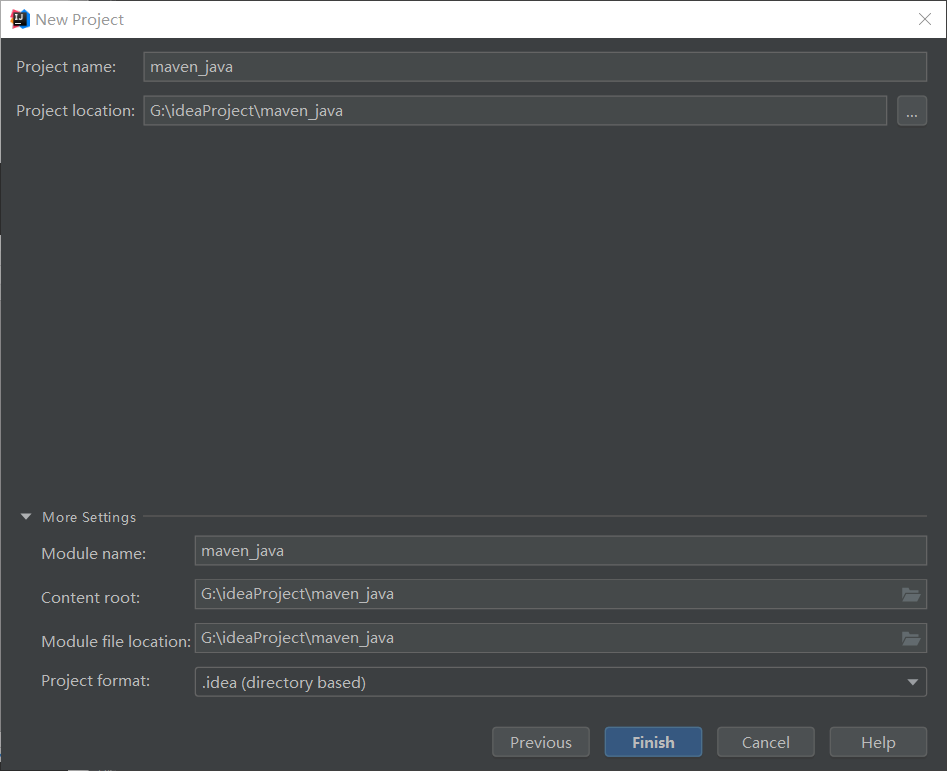 New Project
Project name: maven_java
Project location: G:\ideaProject\maven_java ...
More Settings
Module name: maven_java
Content root: G:\ideaProject\maven_java
Module file location: G:\ideaProject\maven_java
Project format: .idea (directory based)
Previous Finish Cancel Help